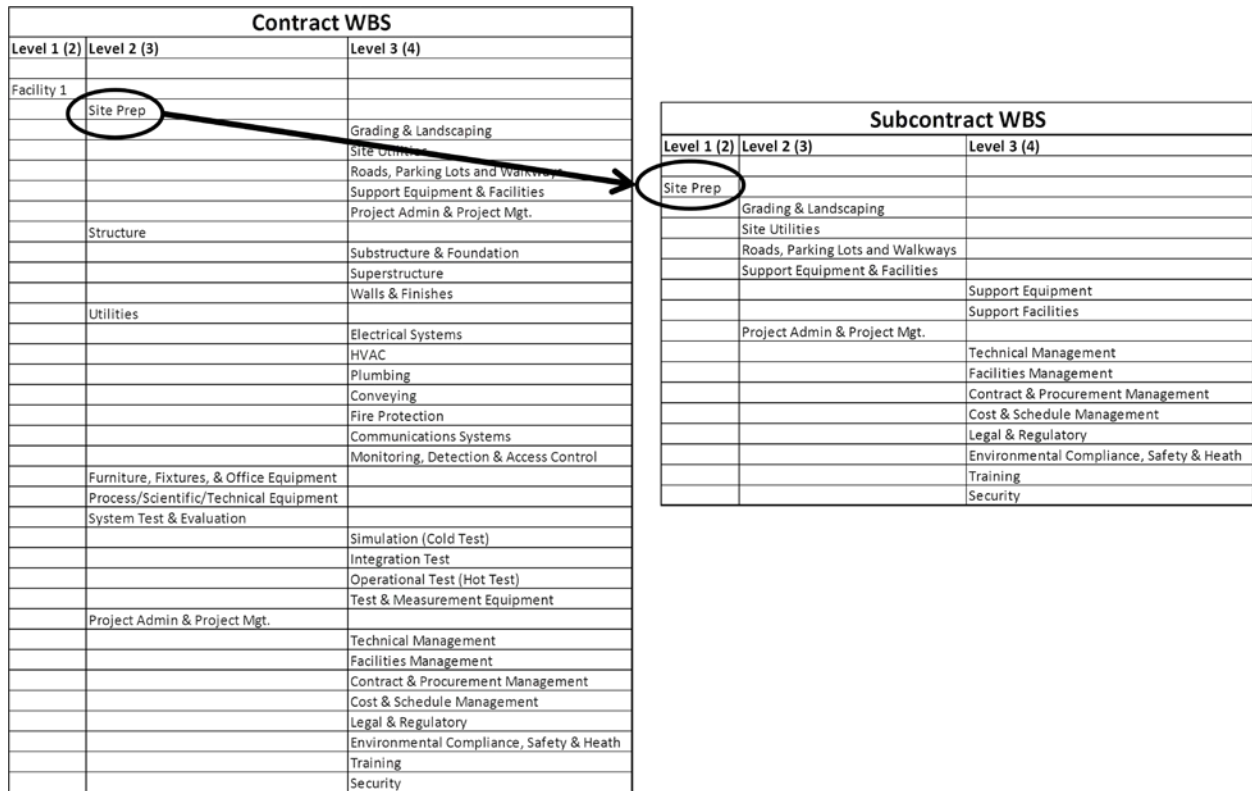 Contract WBS
Level 1 (2) Level 2 (3) Level 3 (4)
Facility 1
Site Prep
Grading & Landscaping
Site Utilities
Roads, Parking Lots and Walkways
Support Equipment & Facilities
Project Admin & Project Mgt.
Structure
Substructure & Foundation
Superstructure
Walls & Finishes
Utilities
Electrical Systems
HVAC
Plumbing
Conveying
Fire Protection
Communications Systems
Monitoring, Detection & Access Control
Furniture, Fixtures, & Office Equipment
Process/Scientific/Technical Equipment
System Test & Evaluation
Simulation (Cold Test)
Integration Test
Operational Test (Hot Test)
Test & Measurement Equipment
Project Admin & Project Mgt.
Technical Management
Facilities Management
Contract & Procurement Management
Cost & Schedule Management
Legal & Regulatory
Environmental Compliance, Safety & Heath
Training
Security
Subcontract WBS
Level 1 (2) Level 2 (3) Level 3 (4)
Site Prep
Grading & Landscaping
Site Utilities
Roads, Parking Lots and Walkways
Support Equipment & Facilities
Support Equipment
Support Facilities
Project Admin & Project Mgt.
Technical Management
Facilities Management
Contract & Procurement Management
Cost & Schedule Management
Legal & Regulatory
Environmental Compliance, Safety & Heath
Training
Security